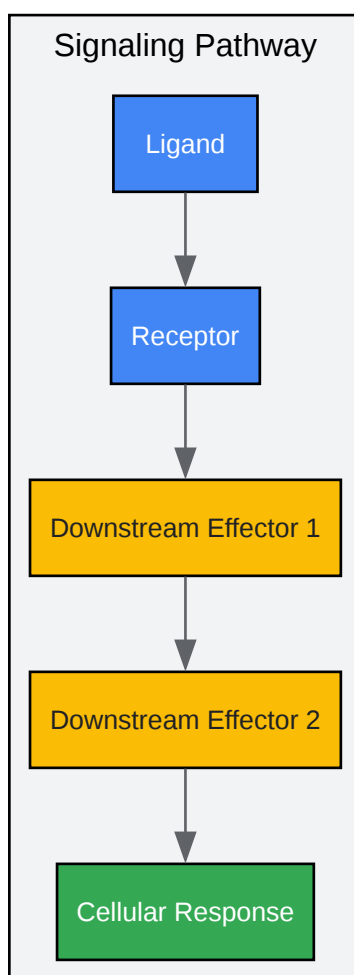 Signaling Pathway
Ligand
Receptor
Downstream Effector 1
Downstream Effector 2
Cellular Response